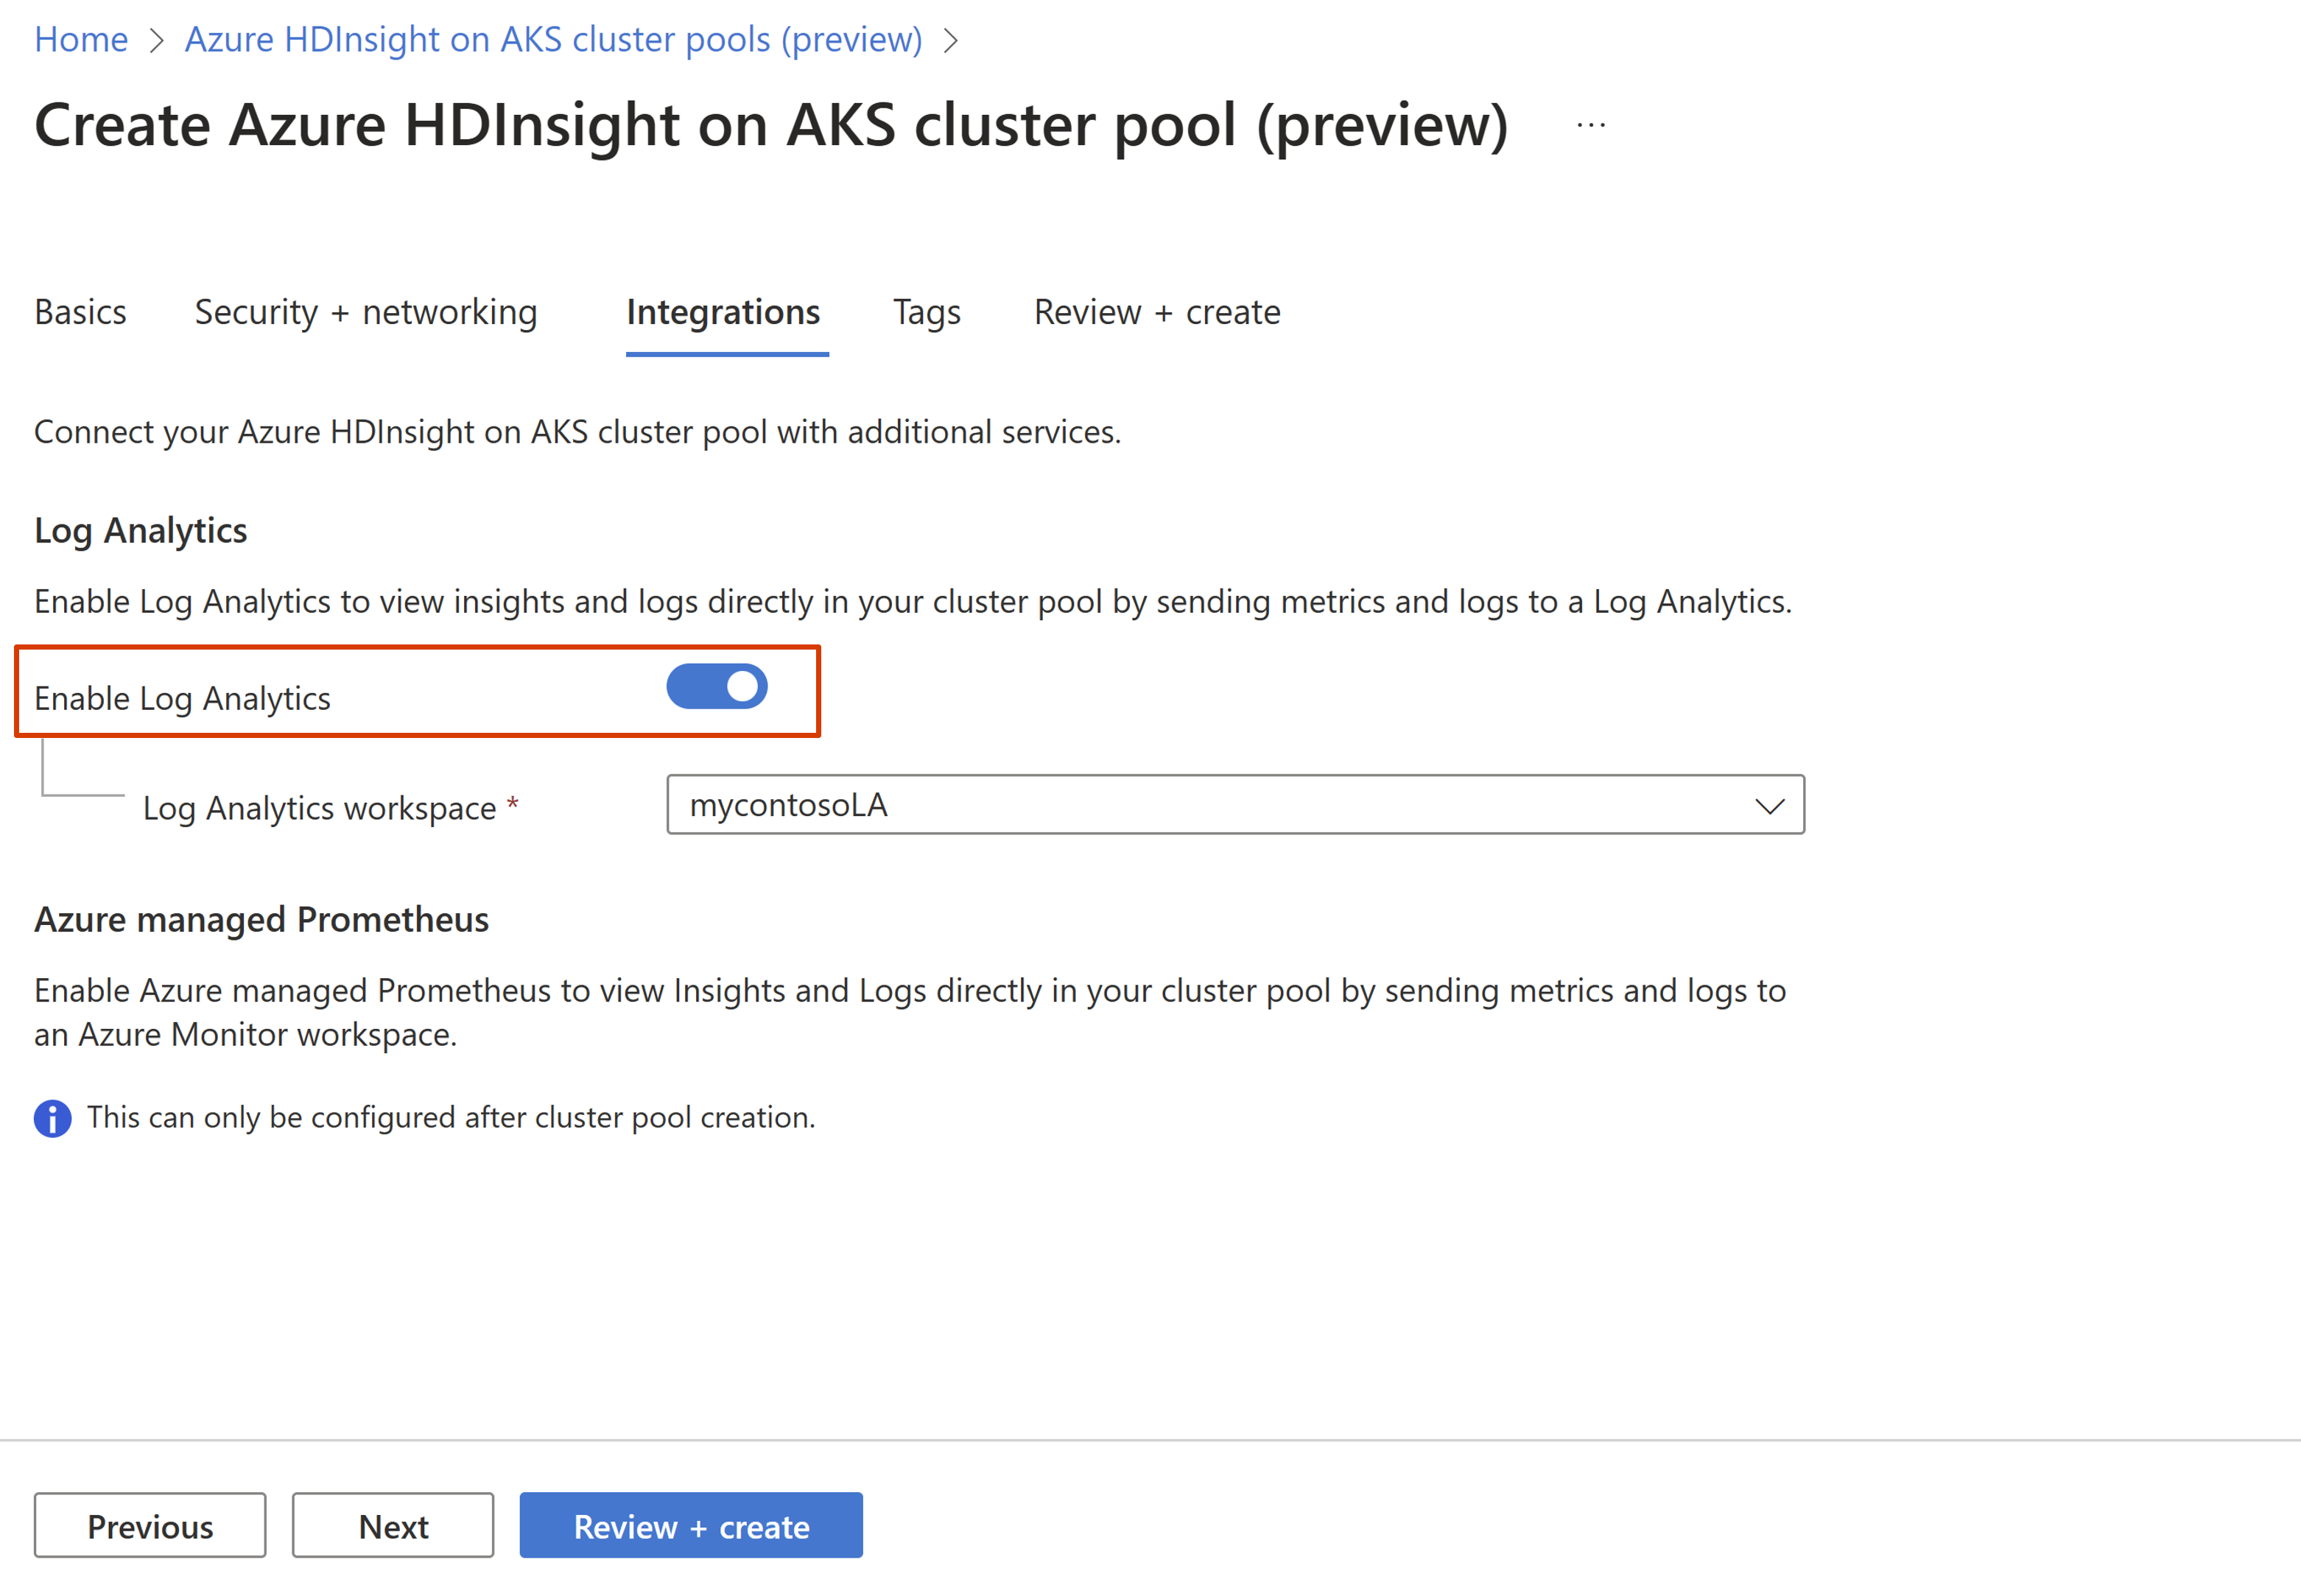 Home > Azure HDInsight on AKS cluster pools (preview) >
Create Azure HDInsight on AKS cluster pool (preview) ...
Basics Security + networking Integrations Tags Review + create
Connect your Azure HDInsight on AKS cluster pool with additional services.
Log Analytics
Enable Log Analytics to view insights and logs directly in your cluster pool by sending metrics and logs to a Log Analytics.
Enable Log Analytics
Log Analytics workspace * mycontosoLA
Azure managed Prometheus
Enable Azure managed Prometheus to view Insights and Logs directly in your cluster pool by sending metrics and logs to
an Azure Monitor workspace.
This can only be configured after cluster pool creation.
Previous Next Review + create